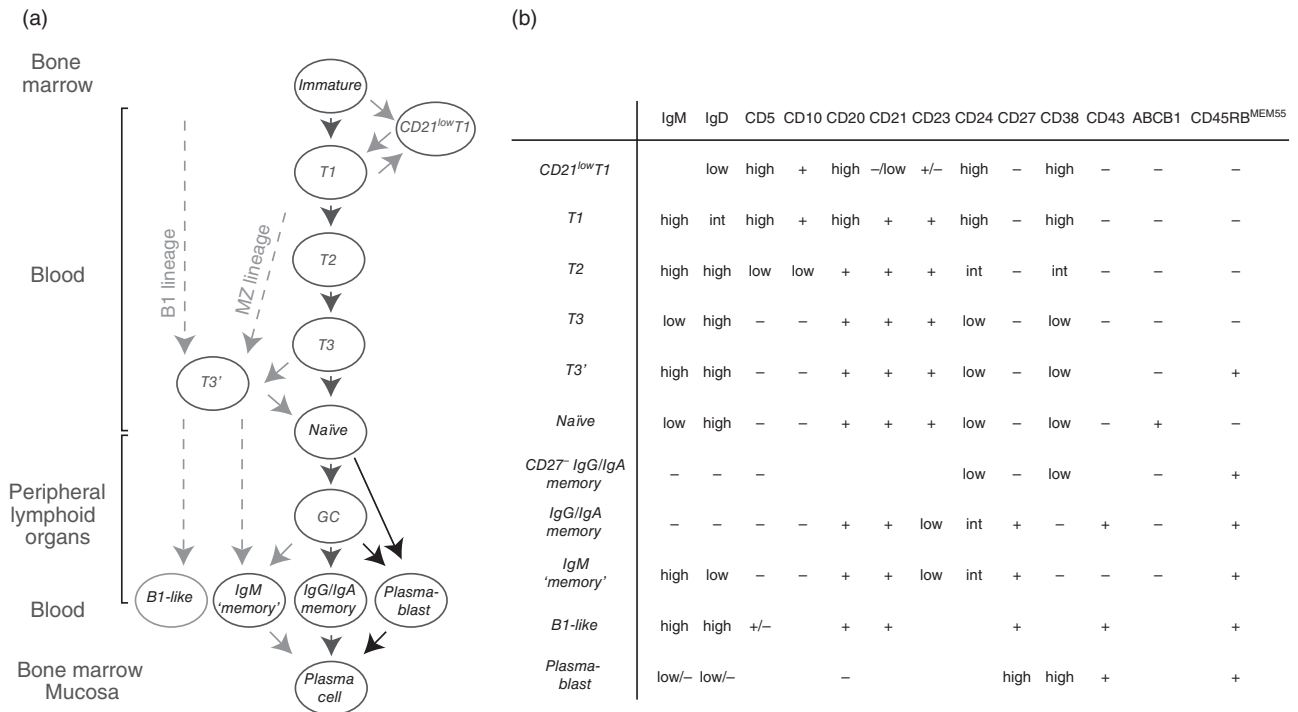 (a)
Bone
marrow
Immature
CD21lowT1
T1
Blood
B1 lineage
MZ lineage
T2
T3
T3'
Naïve
Peripheral
lymphoid
organs
GC
Blood
B1-like
IgM
'memory'
IgG/IgA
memory
Plasma-
blast
Bone marrow
Mucosa
Plasma
cell
(b)
IgM IgD CD5 CD10 CD20 CD21 CD23 CD24 CD27 CD38 CD43 ABCB1 CD45RBMEM55
CD21lowT1 low high + high –/low +/– high – high – – –
T1 high int high + high + + high – high – – –
T2 high high low low + + + int – int – – –
T3 low high – – + + + low – low – – –
T3' high high – – + + + low – low – +
Naïve low high – – + + + low – low – + –
CD27– IgG/IgA
memory – – – low – low – +
IgG/IgA
memory – – – – + + low int + – + – +
IgM
'memory' high low – – + + low int + – – – +
B1-like high high +/– + + + + +
Plasma-
blast low/– low/– – high high + +